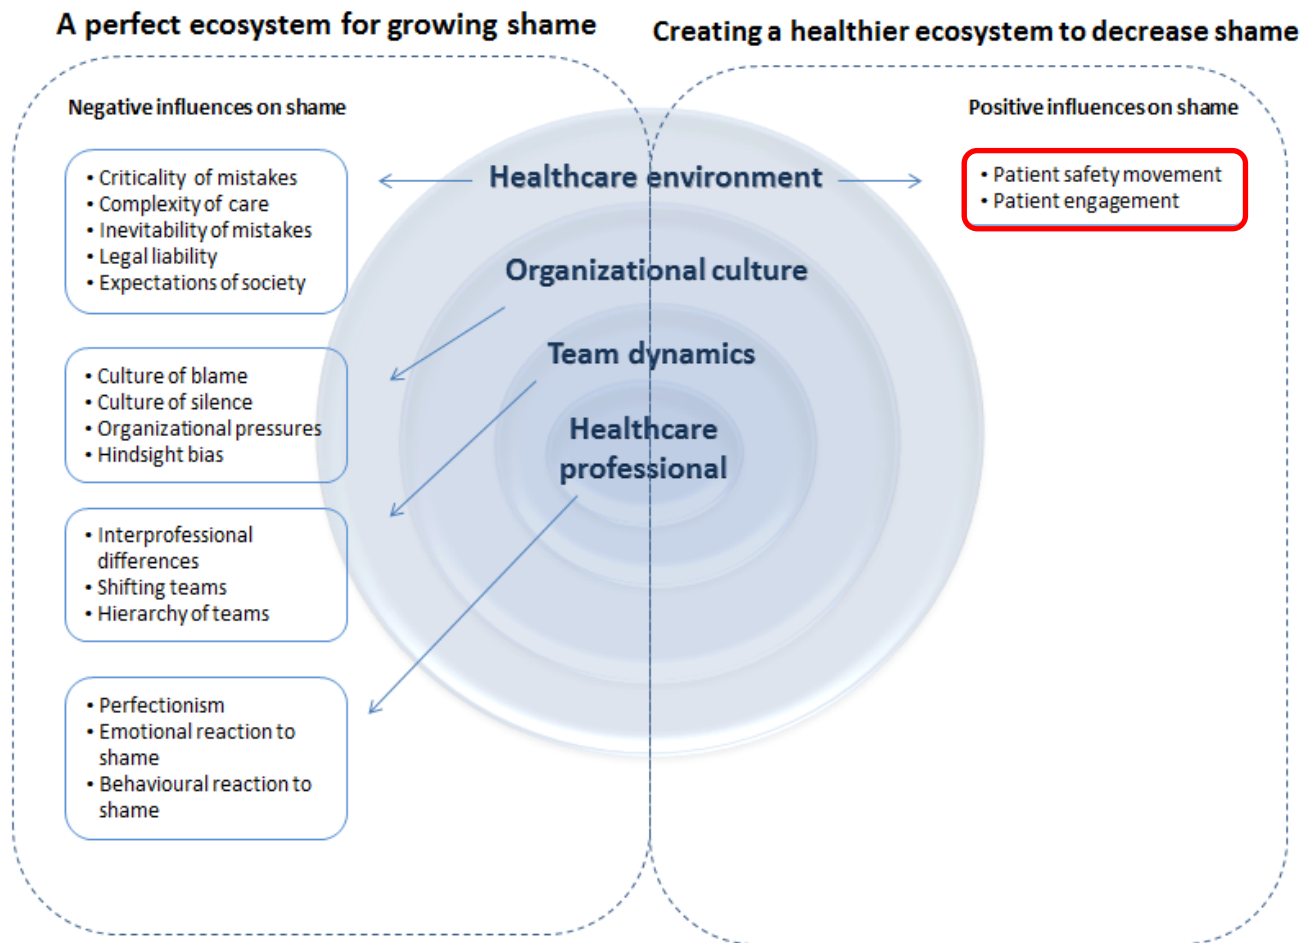 A perfect ecosystem for growing shame
Creating a healthier ecosystem to decrease shame
Negative influences on shame
Positive influences on shame
• Criticality of mistakes
• Complexity of care
• Inevitability of mistakes
• Legal liability
• Expectations of society
Healthcare environment
• Patient safety movement
• Patient engagement
Organizational culture
• Culture of blame
• Culture of silence
• Organizational pressures
• Hindsight bias
Team dynamics
• Interprofessional
differences
• Shifting teams
• Hierarchy of teams
Healthcare
professional
• Perfectionism
• Emotional reaction to
shame
• Behavioural reaction to
shame